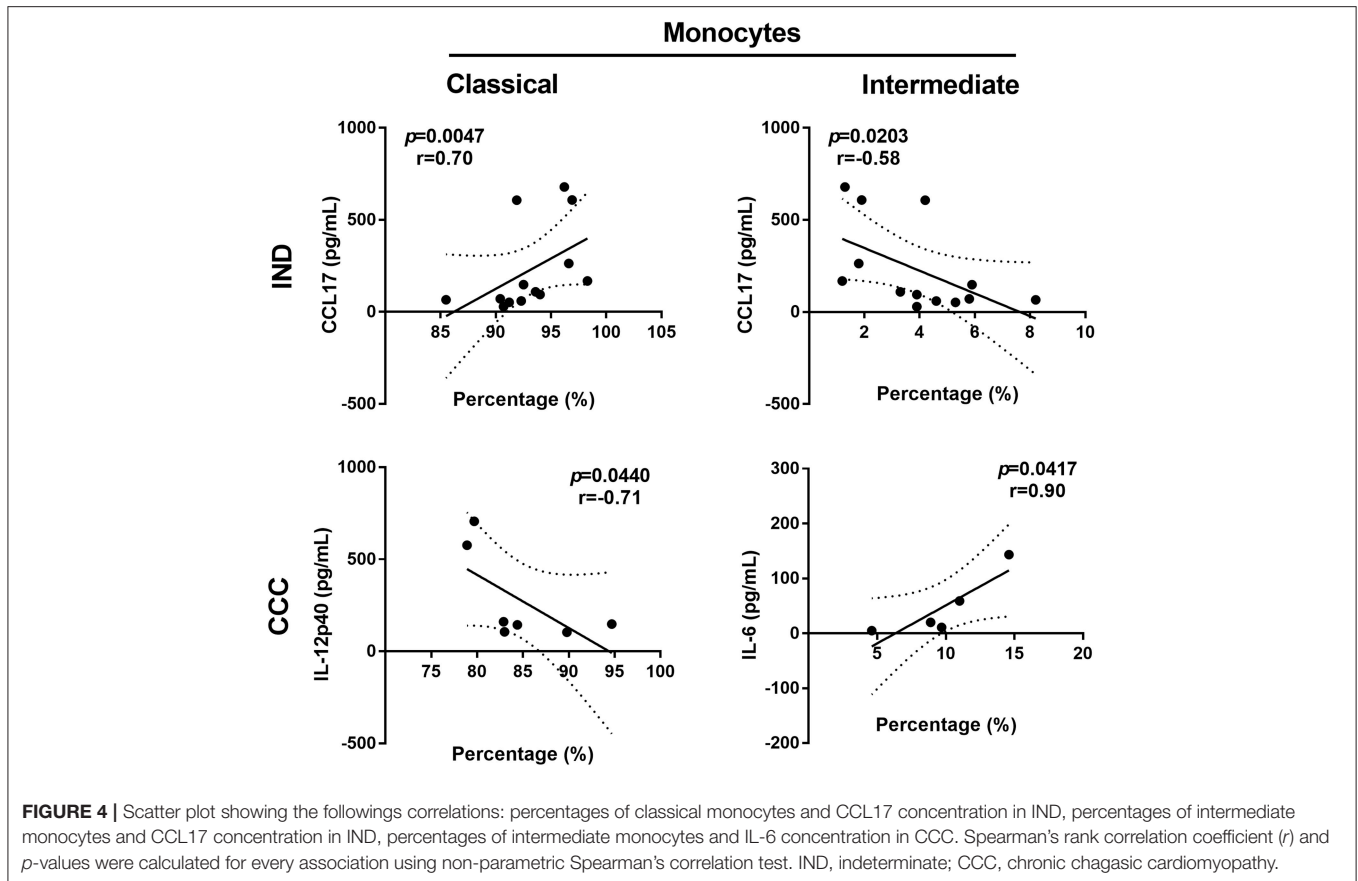 Monocytes
Classical
Intermediate
IND
CCL17 (pg/mL)
1000
500
0
-500
85
90
95
100
105
p=0.0047
r=0.70
Percentage (%)
CCL17 (pg/mL)
1000
500
0
-500
2
4
6
8
10
p=0.0203
r=-0.58
Percentage (%)
CCC
IL-12p40 (pg/mL)
1000
500
0
-500
75
80
85
90
95
100
p=0.0440
r=-0.71
Percentage (%)
IL-6 (pg/mL)
300
200
100
0
-100
-200
5
10
15
20
p=0.0417
r=0.90
Percentage (%)
FIGURE 4 | Scatter plot showing the followings correlations: percentages of classical monocytes and CCL17 concentration in IND, percentages of intermediate
monocytes and CCL17 concentration in IND, percentages of intermediate monocytes and IL-6 concentration in CCC. Spearman's rank correlation coefficient (r) and
p-values were calculated for every association using non-parametric Spearman's correlation test. IND, indeterminate; CCC, chronic chagasic cardiomyopathy.